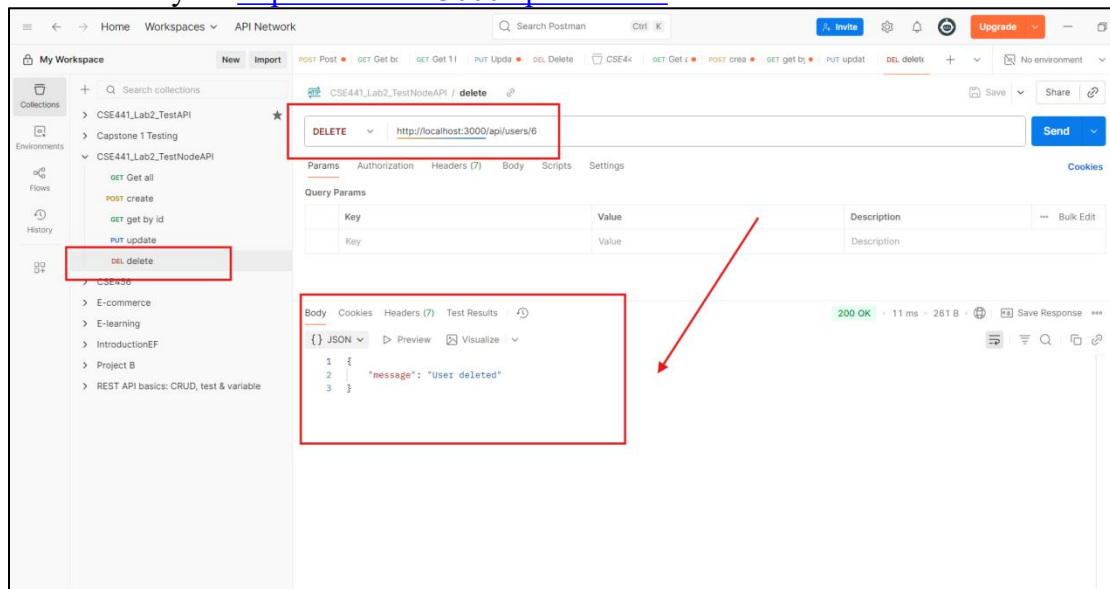 Home Workspaces API Network Search Postman Ctrl K Invite Upgrade
My Workspace New Import POST Post GET Get bo GET Get 1 l PUT Upda DEL Delete CSE44 GET Get a POST crea GET get by PUT updat DEL delete No environment
Collections
Environments
Flows
History
Search collections
CSE441_Lab2_TestAPI
Capstone 1 Testing
CSE441_Lab2_TestNodeAPI
GET Get all
POST create
GET get by id
PUT update
DEL delete
CSE456
E-commerce
E-learning
IntroductionEF
Project B
REST API basics: CRUD, test & variable
CSE441_Lab2_TestNodeAPI / delete Save Share
DELETE http://localhost:3000/api/users/6 Send
Params Authorization Headers (7) Body Scripts Settings Cookies
Query Params
Key Value Description Bulk Edit
Key Value Description
Body Cookies Headers (7) Test Results 200 OK 11 ms 261 B Save Response
{} JSON Preview Visualize
1 {
2 "message": "User deleted"
3 }